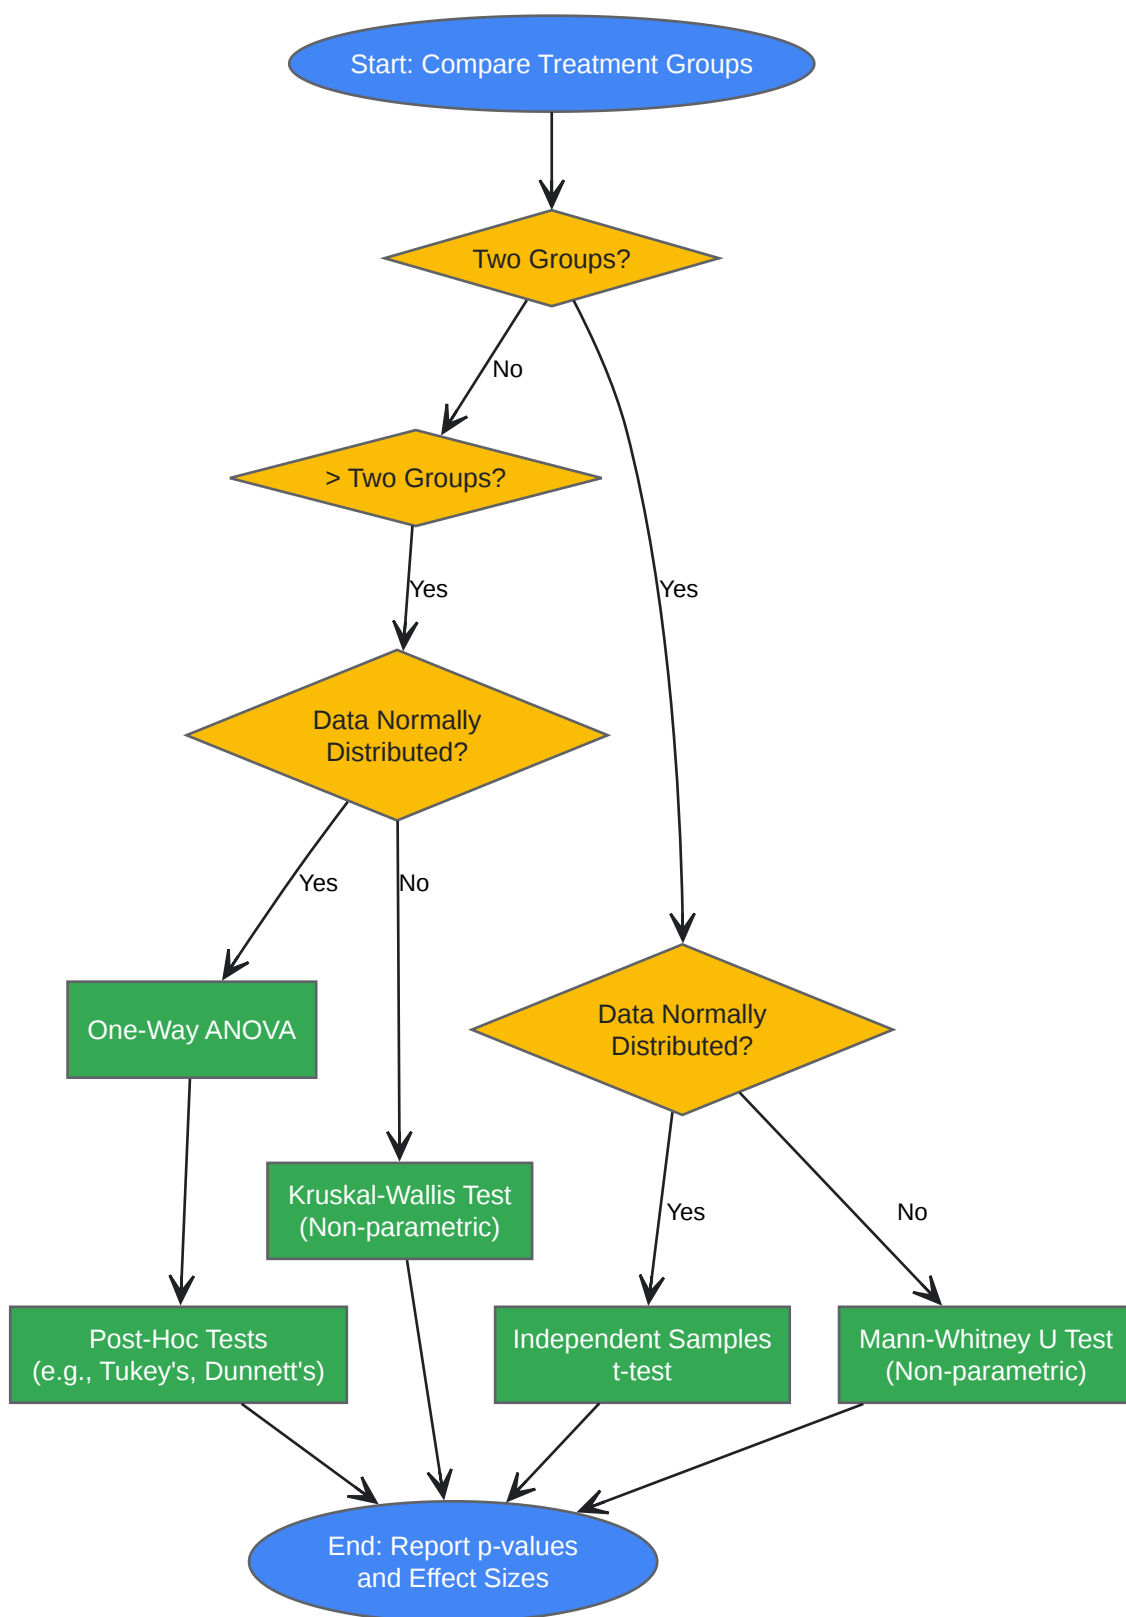 Start: Compare Treatment Groups
Two Groups?
No
> Two Groups?
Yes
Yes
Data Normally
Distributed?
Yes
No
Data Normally
Distributed?
One-Way ANOVA
Kruskal-Wallis Test
(Non-parametric)
Yes
No
Post-Hoc Tests
(e.g., Tukey's, Dunnett's)
Independent Samples
t-test
Mann-Whitney U Test
(Non-parametric)
End: Report p-values
and Effect Sizes